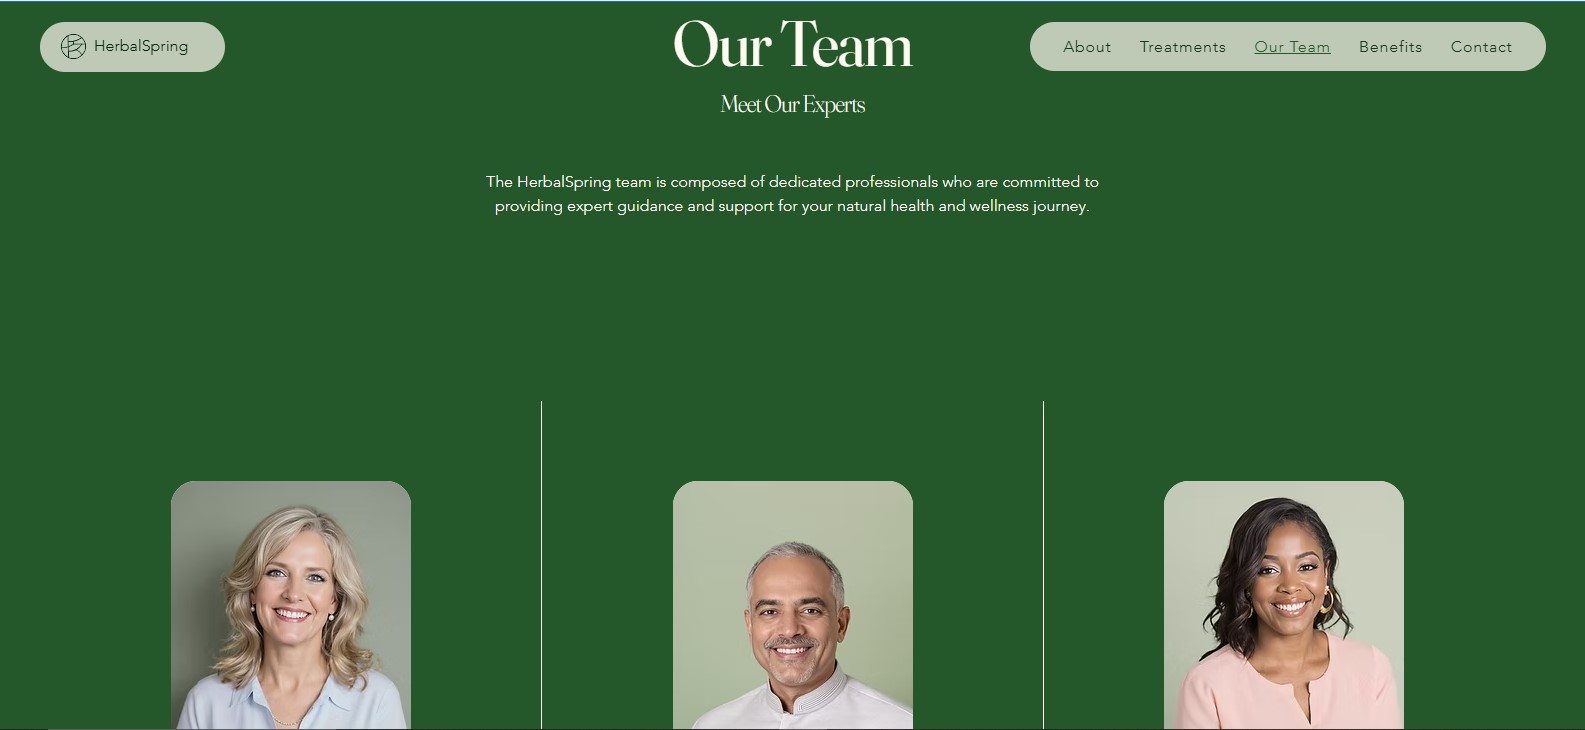 HerbalSpring
Our Team
About Treatments Our Team Benefits Contact
Meet Our Experts
The HerbalSpring team is composed of dedicated professionals who are committed to
providing expert guidance and support for your natural health and wellness journey.